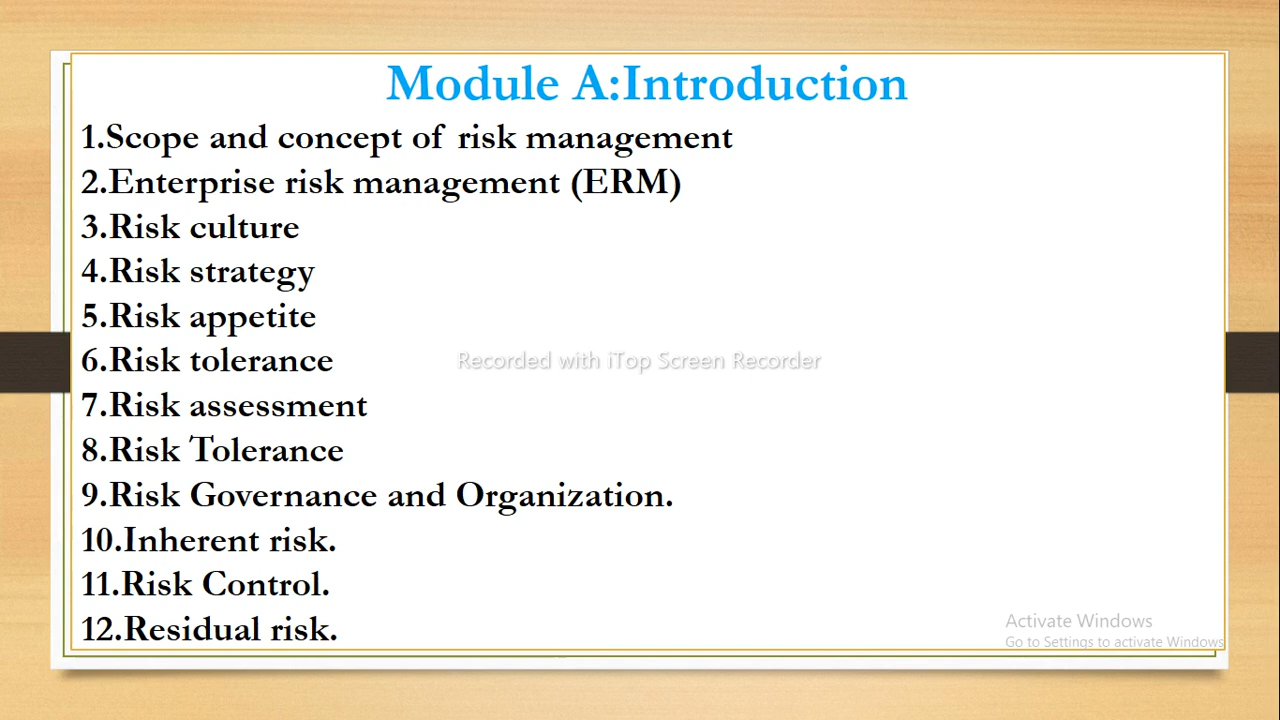 Module A:Introduction
1.Scope and concept of risk management
2.Enterprise risk management (ERM)
3.Risk culture
4.Risk strategy
5.Risk appetite
6.Risk tolerance
Recorded with iTop Screen Recorder
7.Risk assessment
8.Risk Tolerance
9.Risk Governance and Organization.
10.Inherent risk.
11.Risk Control.
12.Residual risk.
Activate Windows
Go to Settings to activate Windows